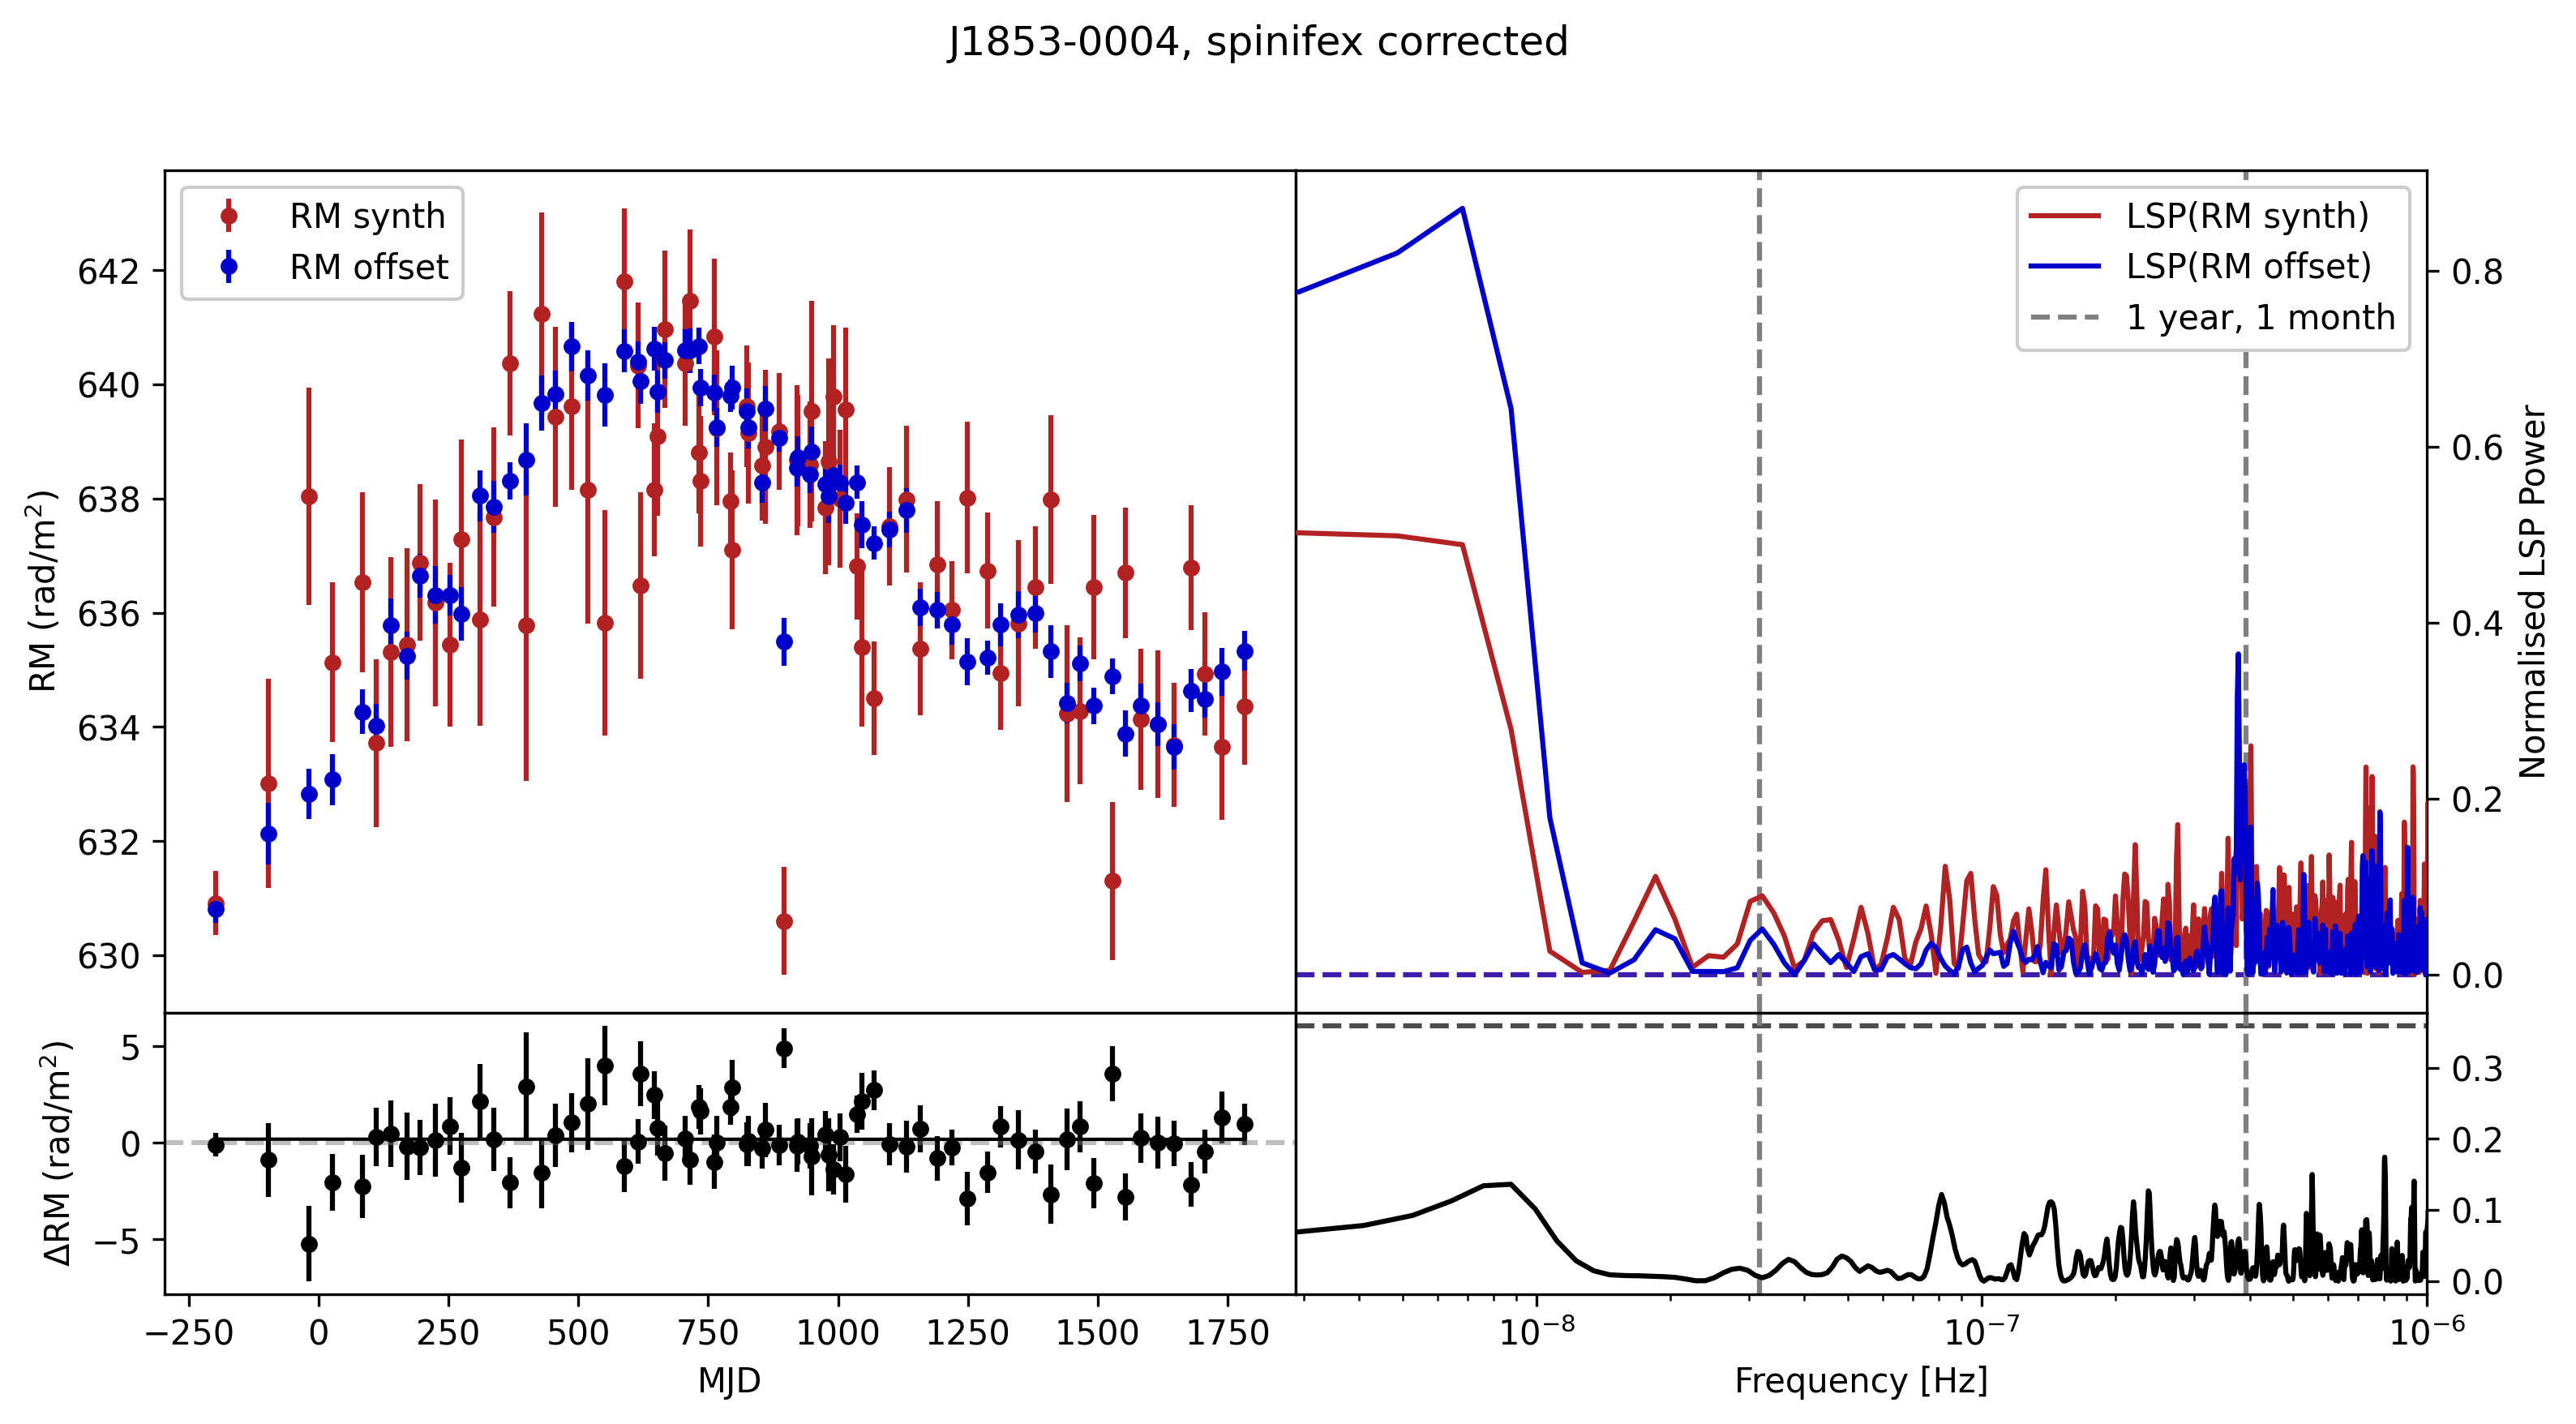 J1853-0004, spinifex corrected
RM synth
RM offset
LSP(RM synth)
LSP(RM offset)
1 year, 1 month
RM (rad/m²)
642
640
638
636
634
632
630
Normalised LSP Power
0.8
0.6
0.4
0.2
0.0
ΔRM (rad/m²)
5
0
−5
0.3
0.2
0.1
0.0
−250 0 250 500 750 1000 1250 1500 1750
10⁻⁸ 10⁻⁷ 10⁻⁶
MJD
Frequency [Hz]